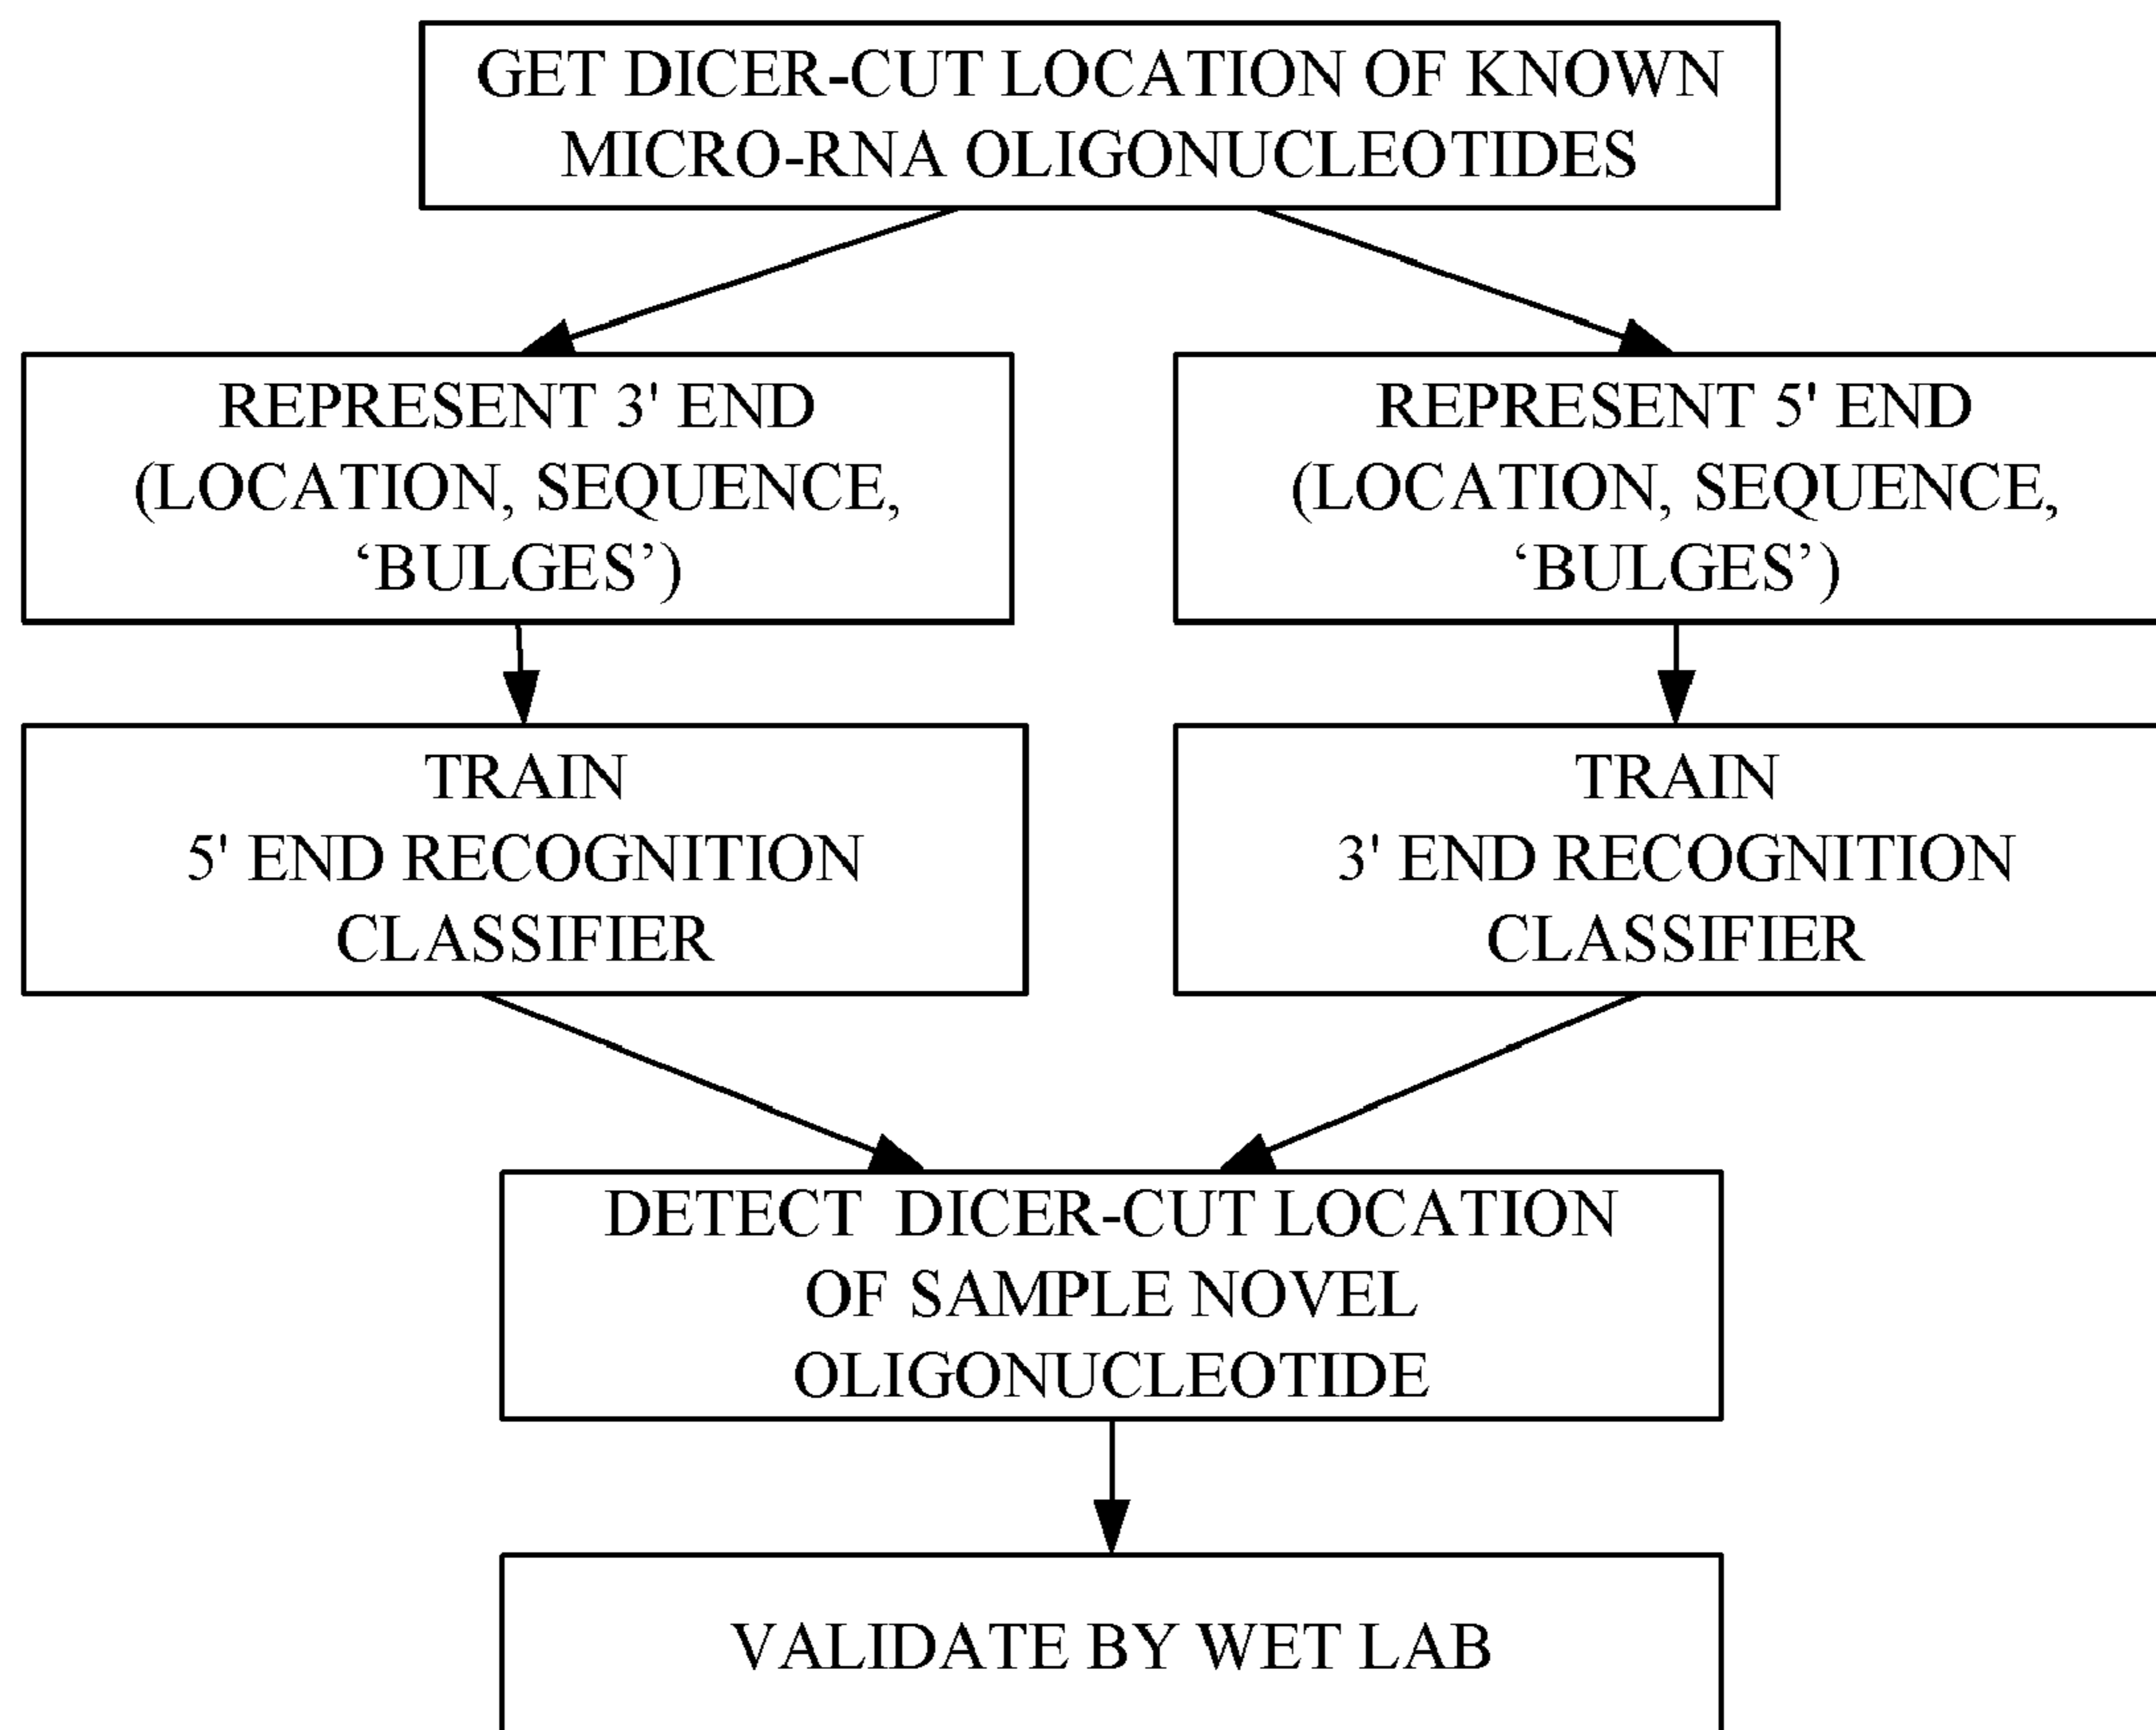 GET DICER-CUT LOCATION OF KNOWN
MICRO-RNA OLIGONUCLEOTIDES
REPRESENT 3' END
(LOCATION, SEQUENCE,
‘BULGES’)
REPRESENT 5' END
(LOCATION, SEQUENCE,
‘BULGES’)
TRAIN
5' END RECOGNITION
CLASSIFIER
TRAIN
3' END RECOGNITION
CLASSIFIER
DETECT DICER-CUT LOCATION
OF SAMPLE NOVEL
OLIGONUCLEOTIDE
VALIDATE BY WET LAB